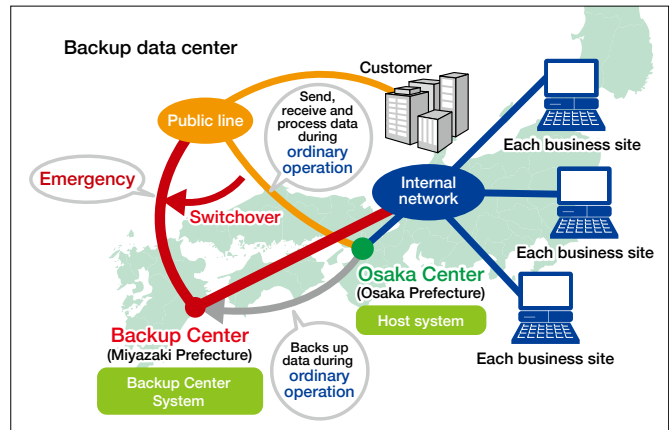 Backup data center
Customer
Public line
Send,
receive and
process data
during
ordinary
operation
Each business site
Emergency
Switchover
Internal
network
Each business site
Osaka Center
(Osaka Prefecture)
Host system
Backup Center
(Miyazaki Prefecture)
Backup Center
System
Backs up
data during
ordinary
operation
Each business site